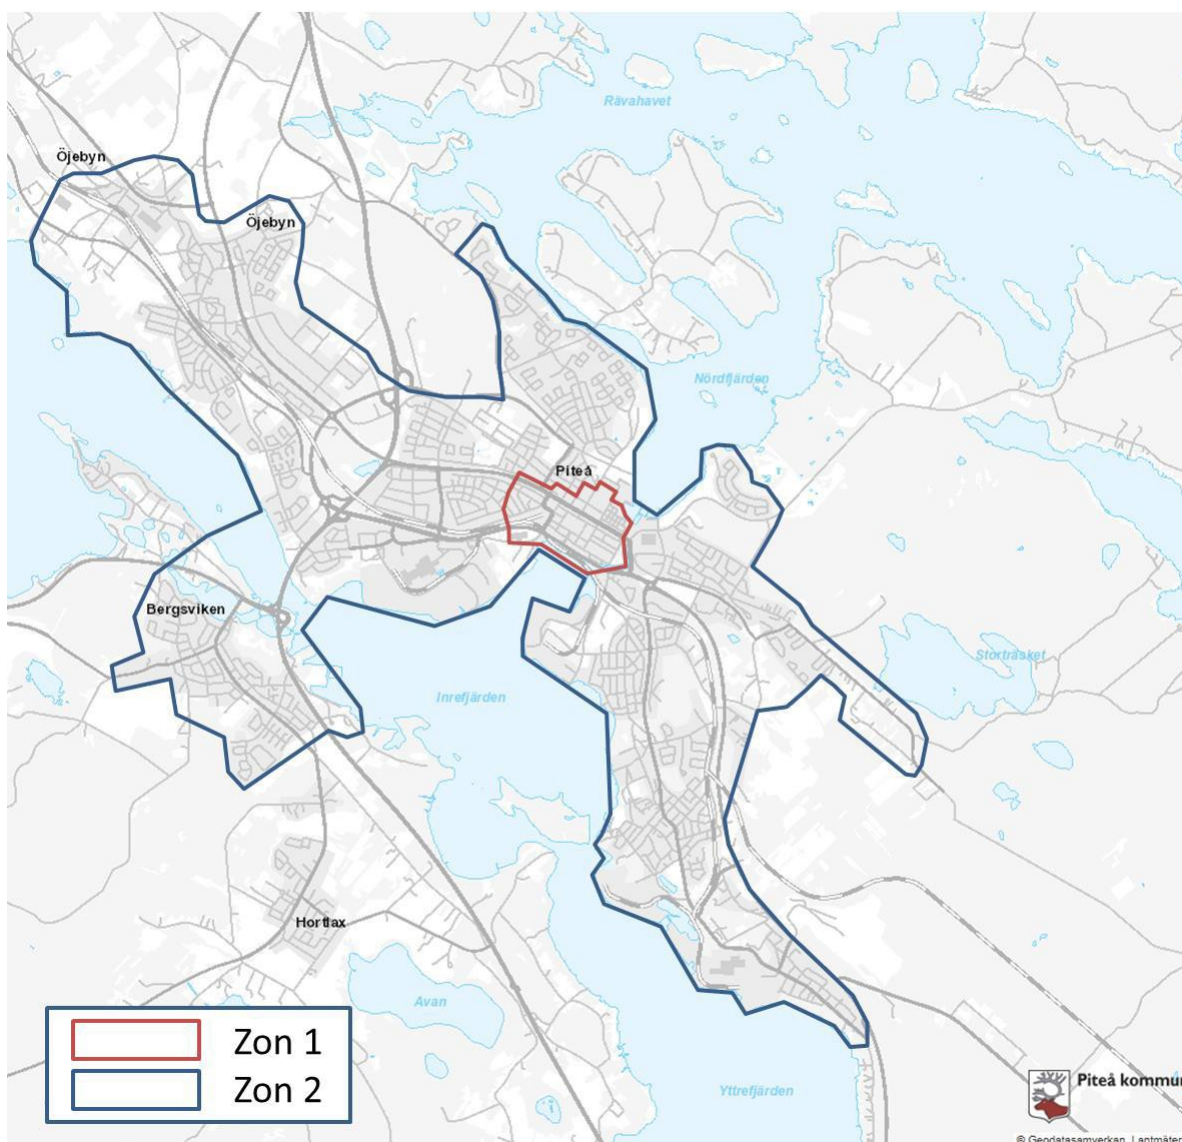 Rävahavet
Öjebyn
Öjebyn
Nördfjärden
Piteå
Bergsviken
Storträsket
Inrefjärden
Hortlax
Avan
Zon 1
Zon 2
Yttrefjärden
Piteå kommun
© Geodatasamverkan, Lantmäter